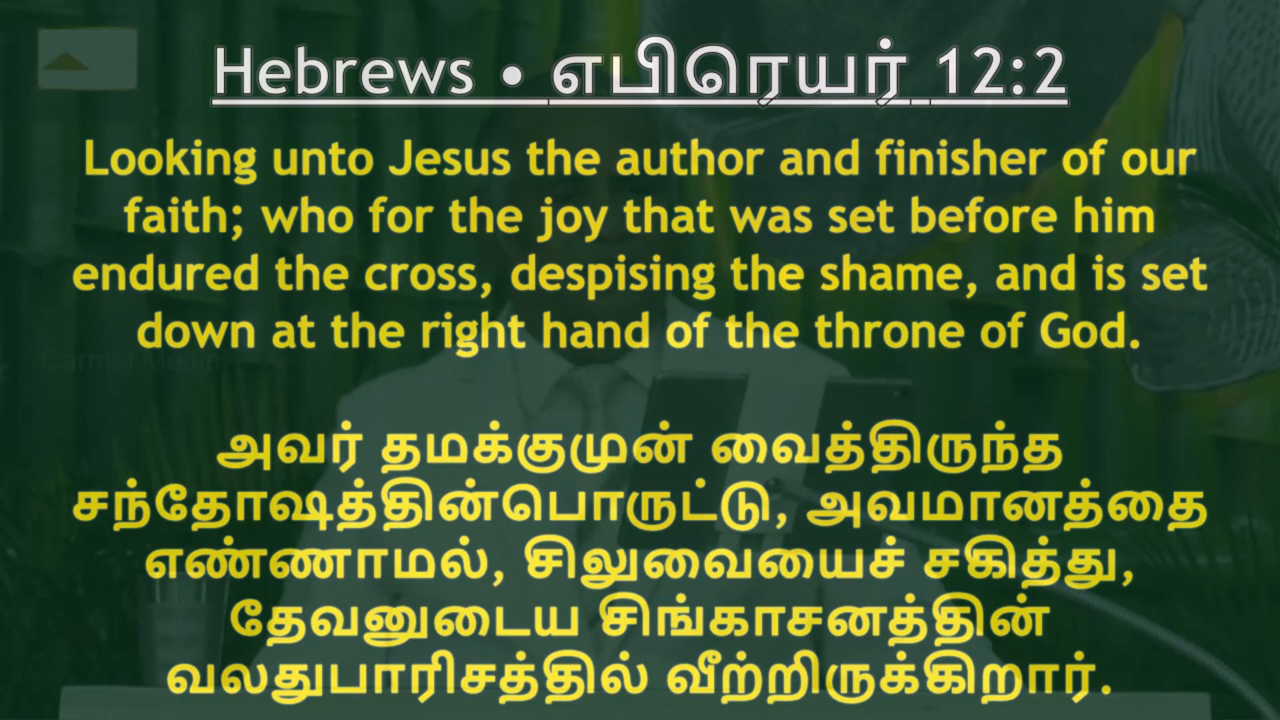 Hebrews • எபிரெயர் 12:2
Looking unto Jesus the author and finisher of our
faith; who for the joy that was set before him
endured the cross, despising the shame, and is set
down at the right hand of the throne of God.
அவர் தமக்குமுன் வைத்திருந்த
சந்தோஷத்தின்பொருட்டு, அவமானத்தை
எண்ணாமல், சிலுவையைச் சகித்து,
தேவனுடைய சிங்காசனத்தின்
வலதுபாரிசத்தில் வீற்றிருக்கிறார்.